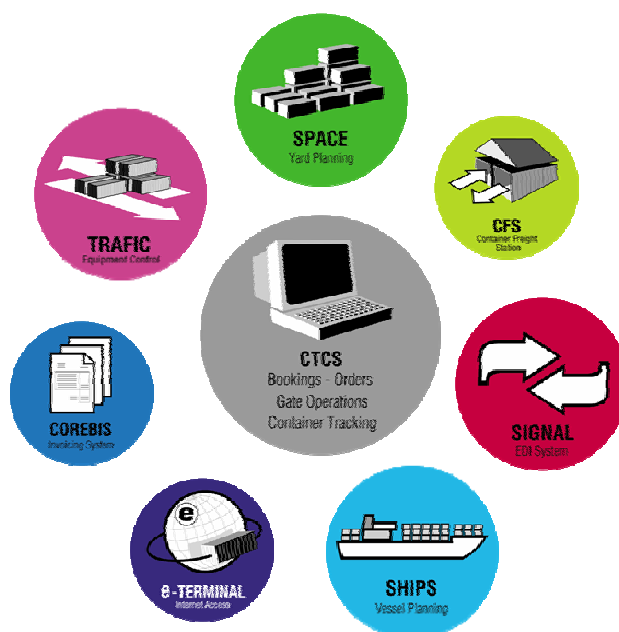 SPACE
Yard Planning
CFS
Container Freight
Station
TRAFIC
Equipment Control
CTCS
Bookings - Orders
Gate Operations
Container Tracking
COREBIS
Invoicing System
SIGNAL
EDI System
e
e-TERMINAL
Internet Access
SHIPS
Vessel Planning